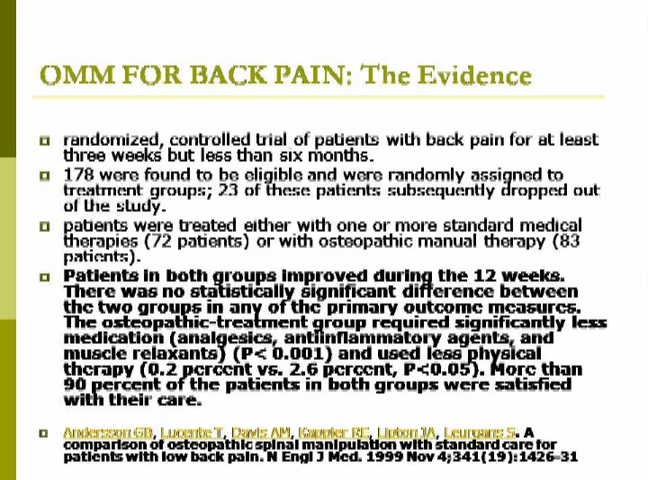 OMM FOR BACK PAIN: The Evidence
randomized, controlled trial of patients with back pain for at least
three weeks but less than six months.
178 were found to be eligible and were randomly assigned to
treatment groups; 23 of these patients subsequently dropped out
of the study.
patients were treated either with one or more standard medical
therapies (72 patients) or with osteopathic manual therapy (83
patients).
Patients in both groups improved during the 12 weeks.
There was no statistically significant difference between
the two groups in any of the primary outcome measures.
The osteopathic-treatment group required significantly less
medication (analgesics, antiinflammatory agents, and
muscle relaxants) (P< 0.001) and used less physical
therapy (0.2 percent vs. 2.6 percent, P<0.05). More than
90 percent of the patients in both groups were satisfied
with their care.
Andersson GB, Lucente T, Davis AM, Kappler RE, Lipton JA, Leurgans S. A
comparison of osteopathic spinal manipulation with standard care for
patients with low back pain. N Engl J Med. 1999 Nov 4;341(19):1426-31